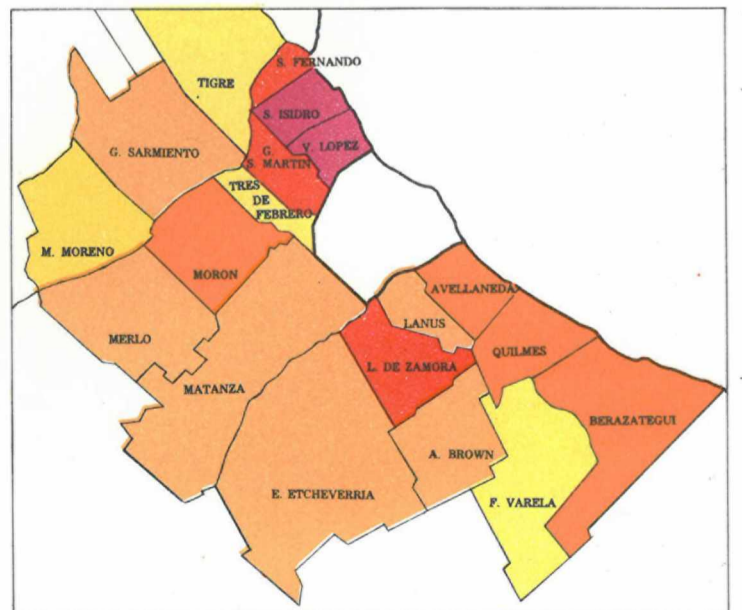 S. FERNANDO
TIGRE
S. ISIDRO
V. LOPEZ
G.
S. MARTIN
G. SARMIENTO
TRES
DE
FEBRERO
M. MORENO
MORON
AVELLANEDA
LANUS
MERLO
QUILMES
L. DE ZAMORA
MATANZA
BERAZATEGUI
A. BROWN
E. ETCHEVERRIA
F. VARELA